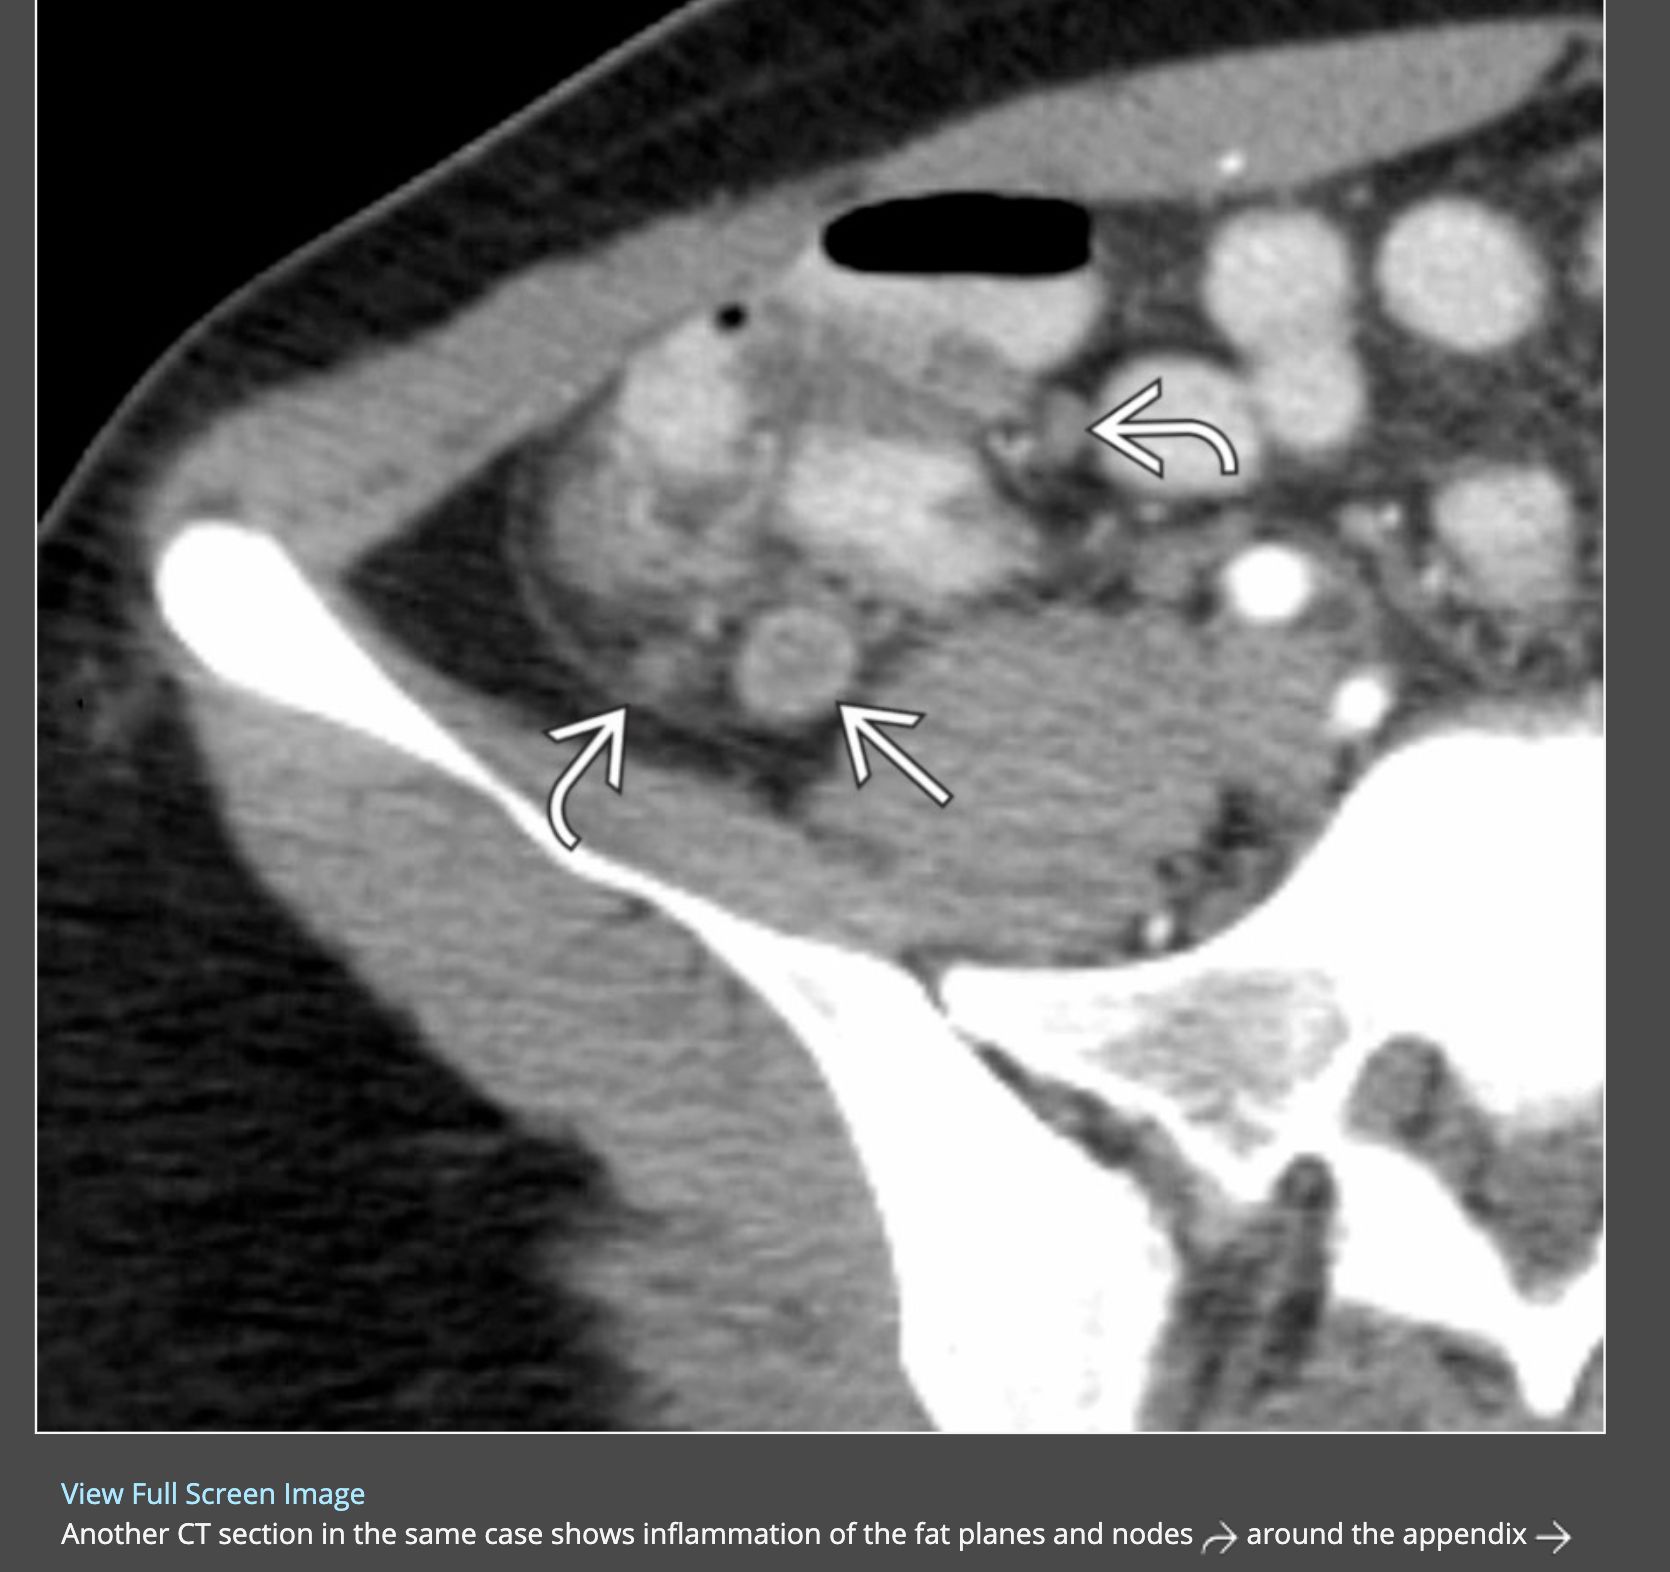 View Full Screen Image
Another CT section in the same case shows inflammation of the fat planes and nodes around the appendix